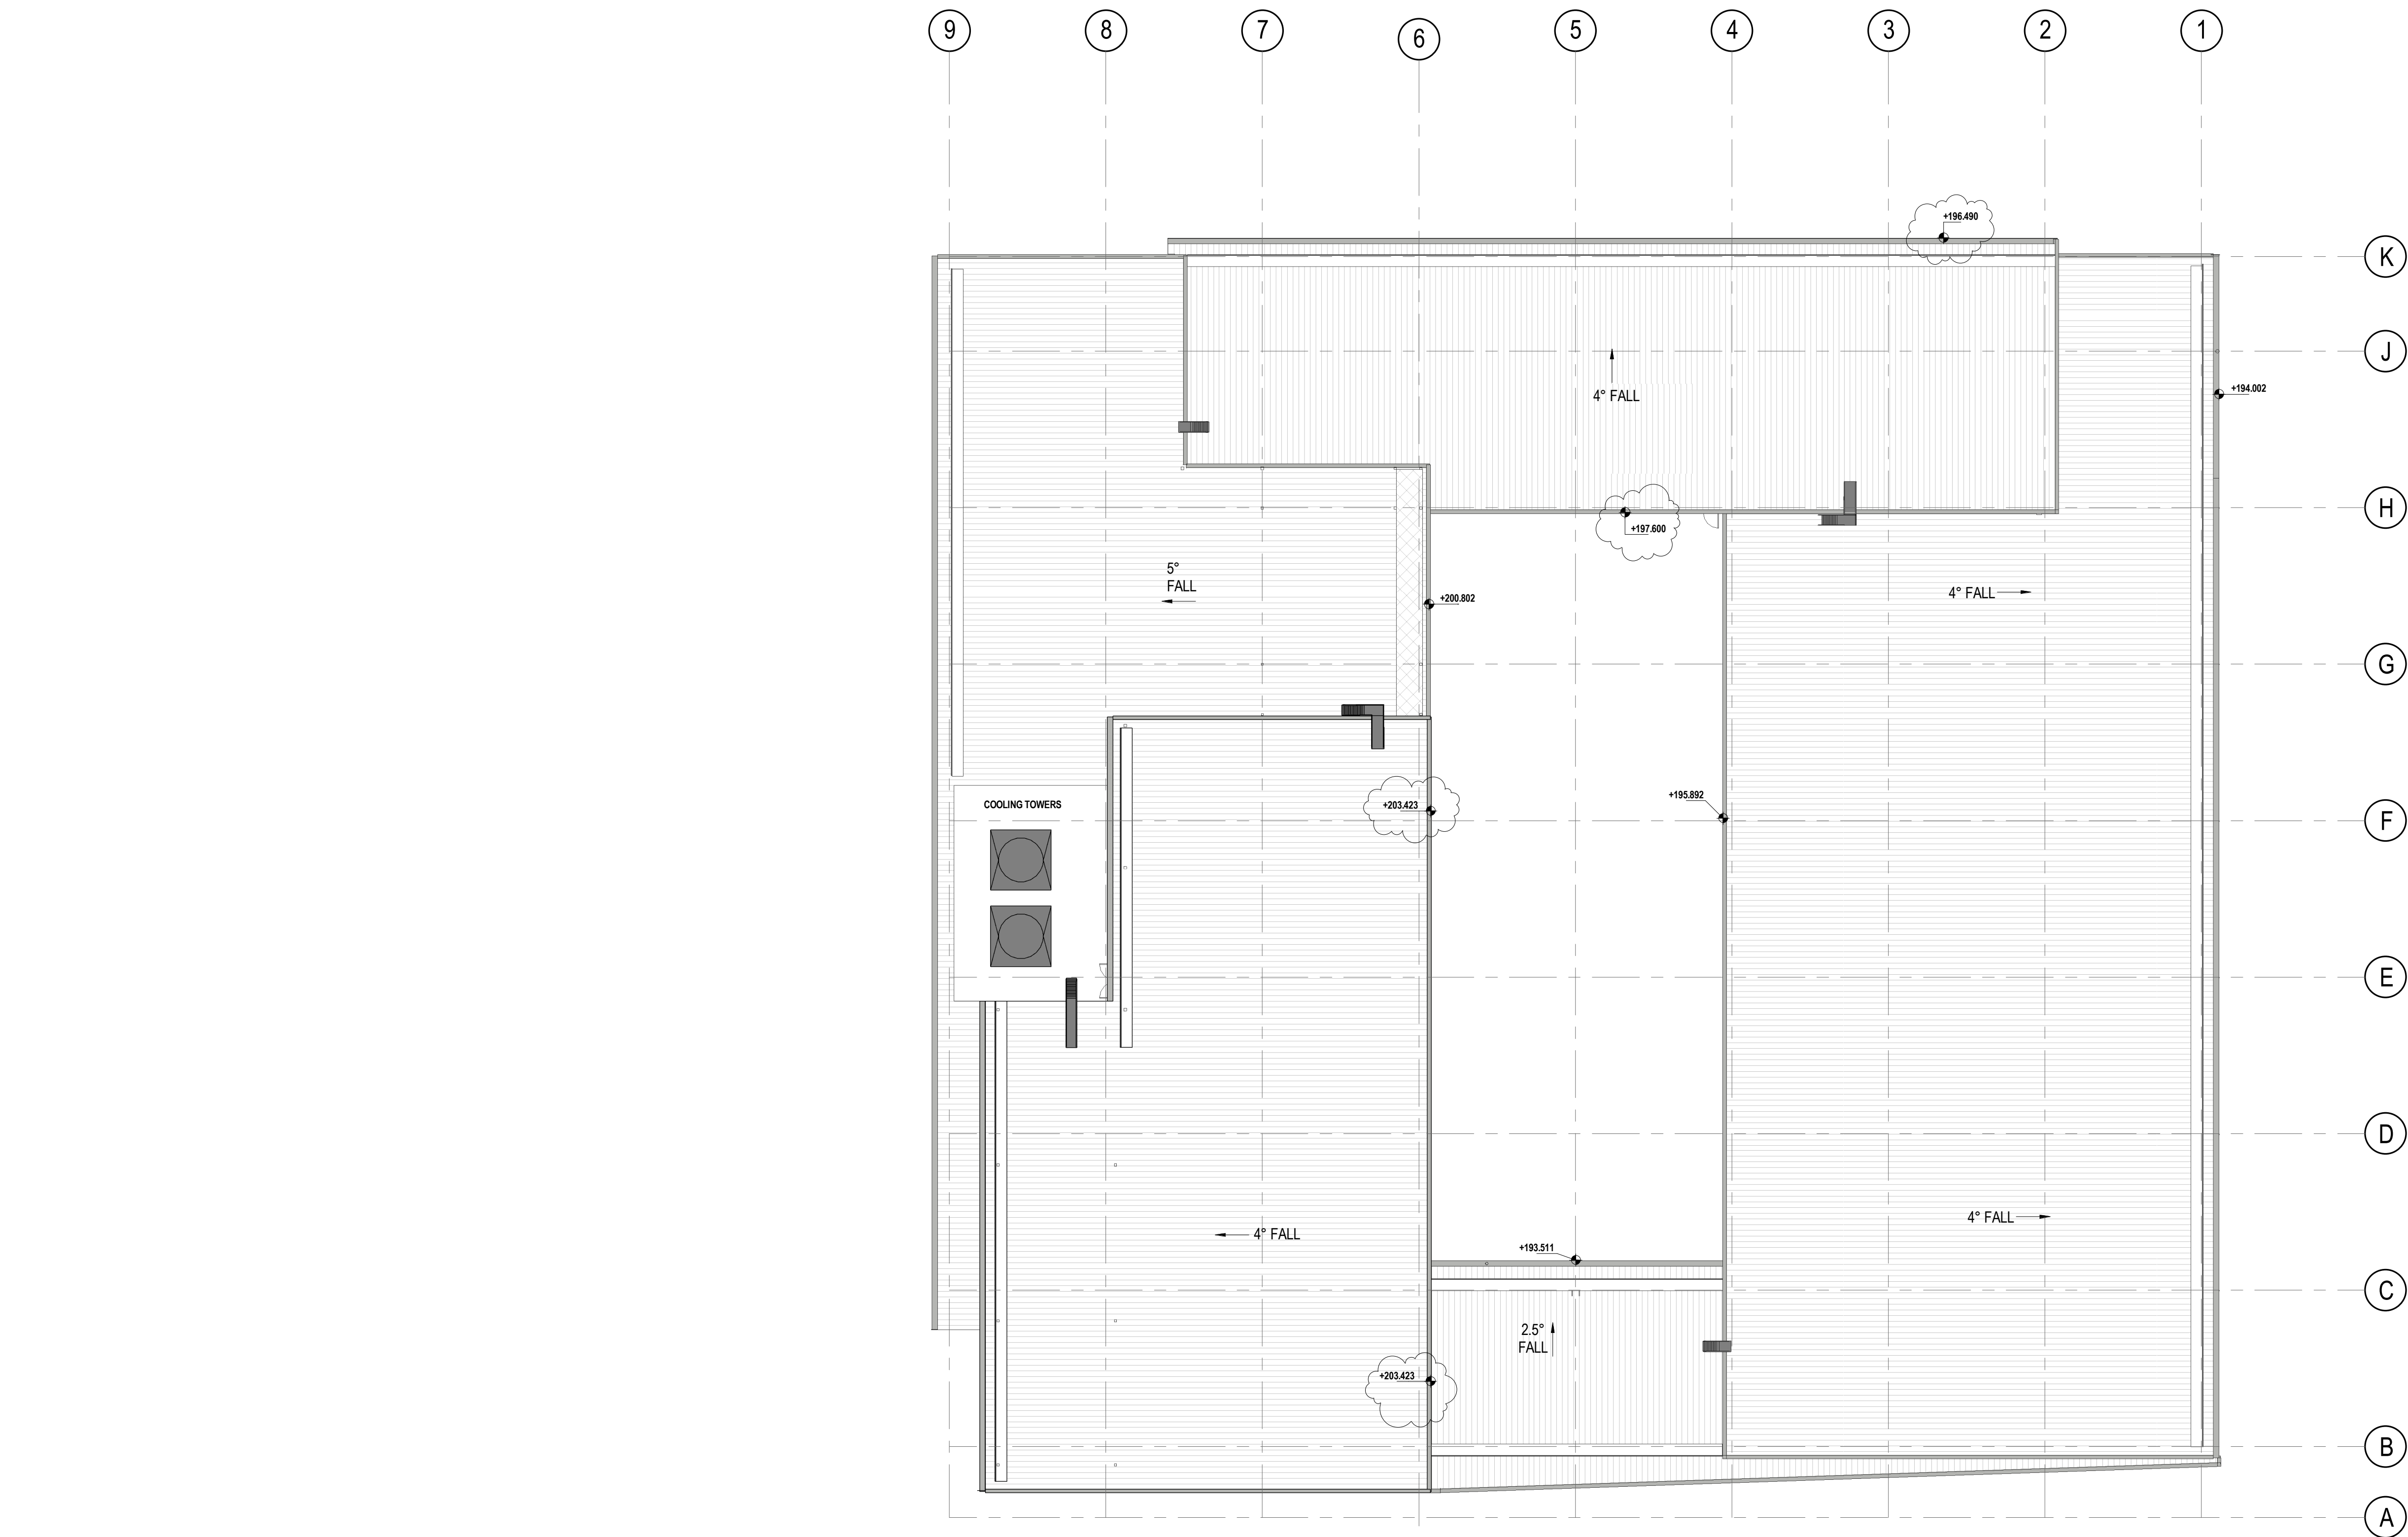 9 8 7 6 5 4 3 2 1
+196.490
K
J
+194.002
4° FALL
H
+197.600
5°
FALL
4° FALL
+200.802
G
+195.892
COOLING TOWERS
+203.423
F
E
D
4° FALL
4° FALL
+193.511
C
2.5°
FALL
+203.423
B
A